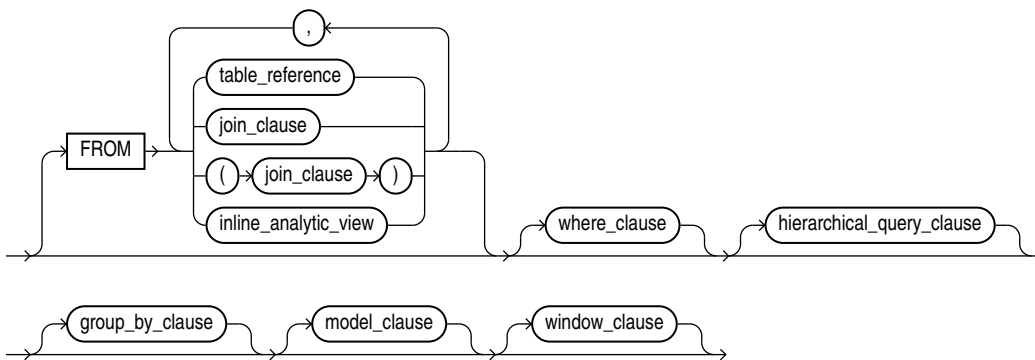 ,
table_reference
join_clause
FROM
( join_clause )
inline_analytic_view
where_clause hierarchical_query_clause
group_by_clause model_clause window_clause